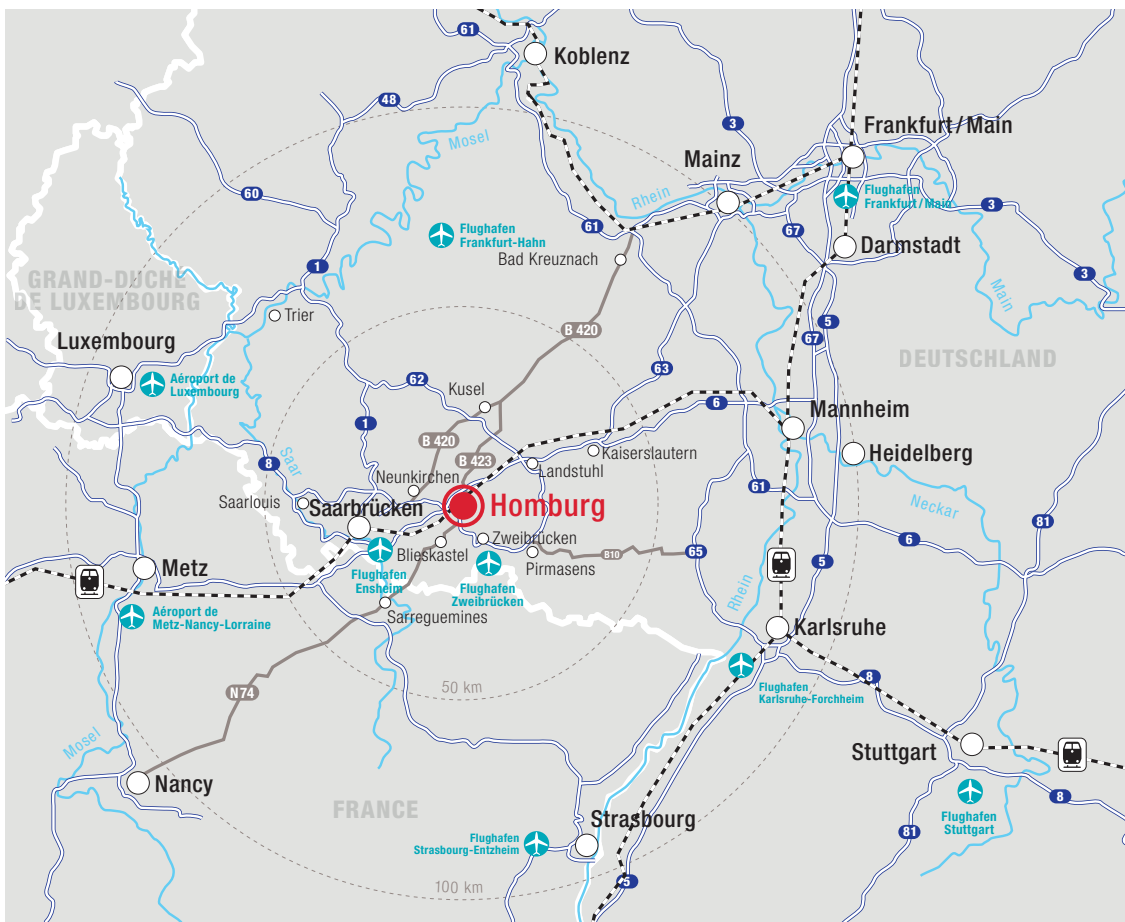 61
Koblenz
48
3
Frankfurt/Main
Mosel
Mainz
60
Rhein
Flughafen
Frankfurt/Main
3
Flughafen
Frankfurt-Hahn
61
67
Darmstadt
Bad Kreuznach
1
3
GRAND-DUCHÉ
DE LUXEMBOURG
Main
Trier
5
B 420
67
Luxembourg
DEUTSCHLAND
63
Aéroport de
Luxembourg
62
Kusel
6
Mannheim
1
B 420
Heidelberg
8
Saar
B 423
Kaiserslautern
Landstuhl
Neunkirchen
61
Saarlouis
Saarbrücken
Homburg
Neckar
81
Zweibrücken
6
Blieskastel
B10
65
Pirmasens
5
Metz
Flughafen
Ensheim
Flughafen
Zweibrücken
Rhein
Aéroport de
Metz-Nancy-Lorraine
Sarreguemines
Karlsruhe
8
50 km
Flughafen
Karlsruhe-Forchheim
N74
Mosel
Stuttgart
Nancy
8
FRANCE
Strasbourg
Flughafen
Stuttgart
81
Flughafen
Strasbourg-Entzheim
5
100 km